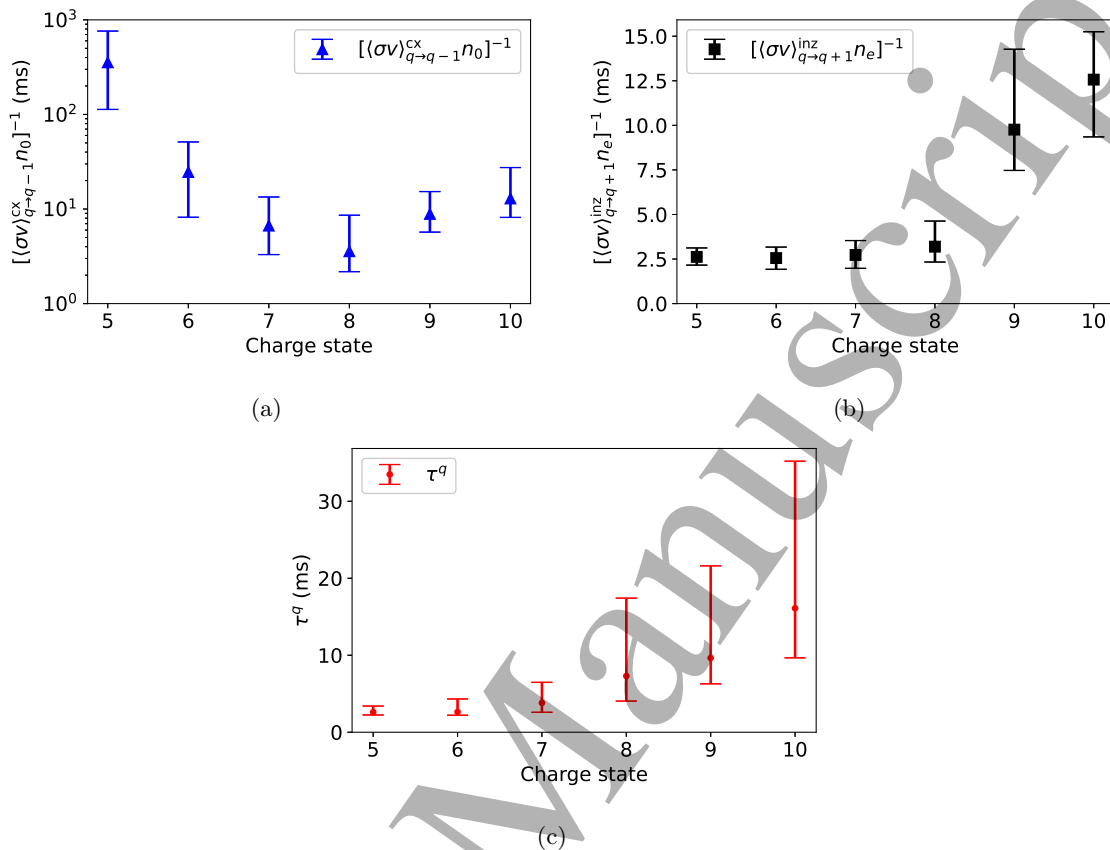 10³
10²
10¹
10⁰
[⟨σv⟩ᶜˣ_{q→q−1} n₀]⁻¹ (ms)
[⟨σv⟩ᶜˣ_{q→q−1} n₀]⁻¹
5 6 7 8 9 10
Charge state
(a)
15.0
12.5
10.0
7.5
5.0
2.5
0.0
[⟨σv⟩ⁱⁿᶻ_{q→q+1} nₑ]⁻¹ (ms)
[⟨σv⟩ⁱⁿᶻ_{q→q+1} nₑ]⁻¹
5 6 7 8 9 10
Charge state
(b)
30
20
10
0
τ^q (ms)
τ^q
5 6 7 8 9 10
Charge state
(c)
Manuscrip